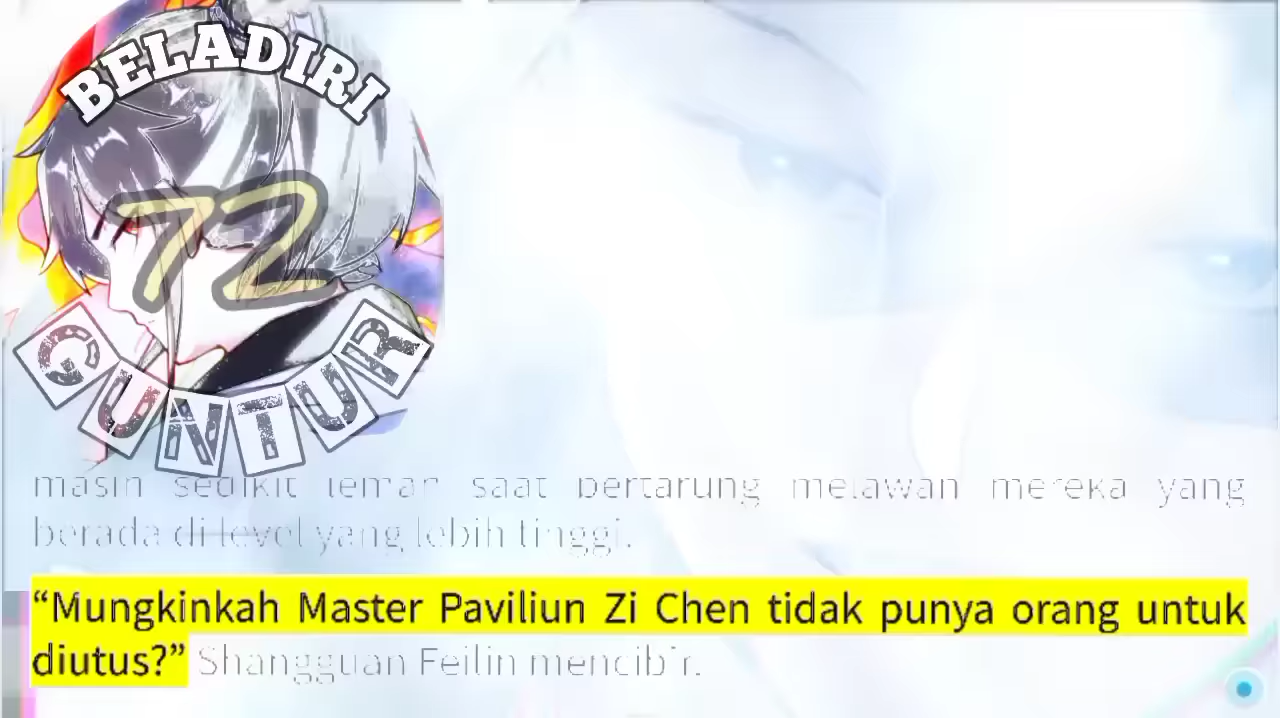 BELADIRI
72
GUNTUR
masih sedikit lemah saat bertarung melawan mereka yang
berada di level yang lebih tinggi.
“Mungkinkah Master Paviliun Zi Chen tidak punya orang untuk
diutus?” Shangguan Feilin mencibir.